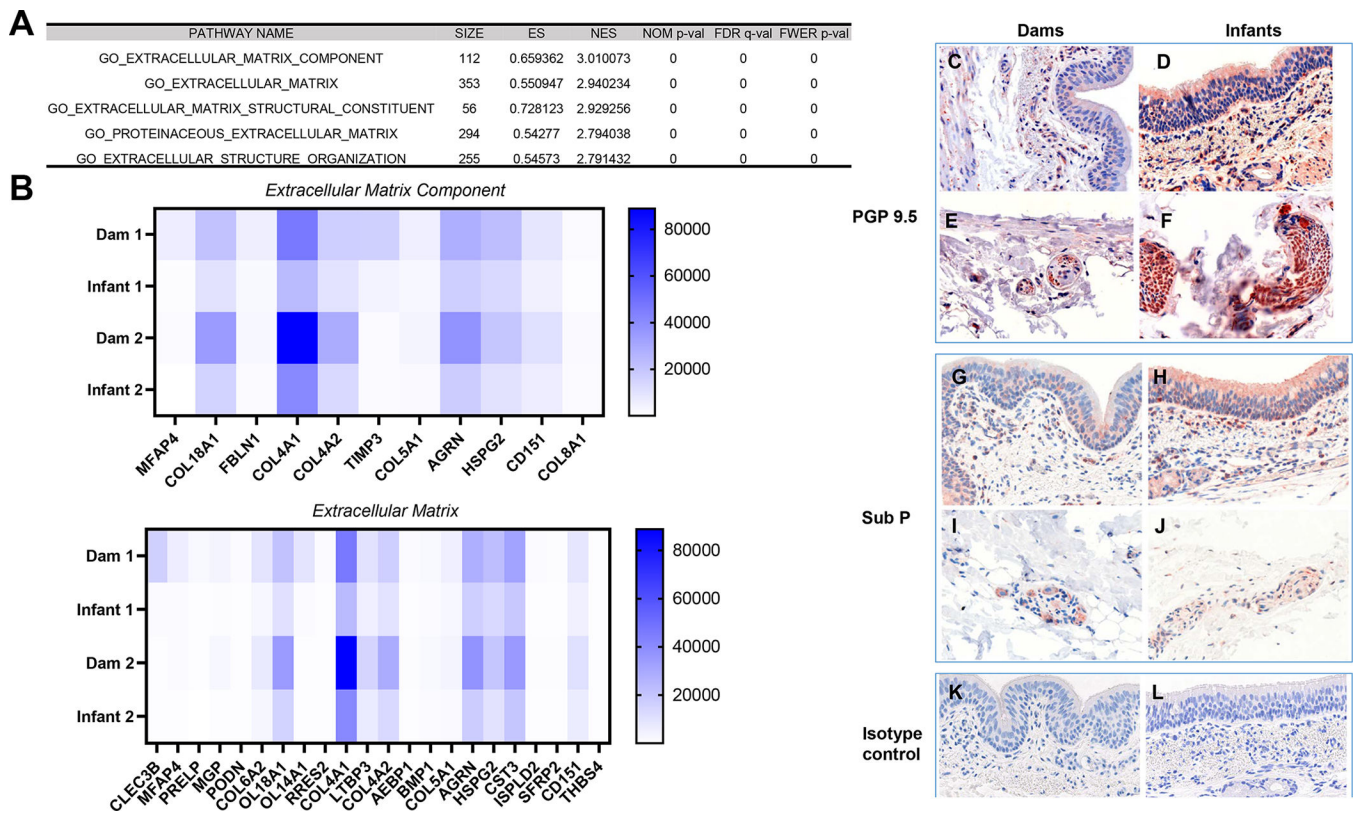 A
PATHWAY NAME SIZE ES NES NOM p-val FDR q-val FWER p-val
GO_EXTRACELLULAR_MATRIX_COMPONENT 112 0.659362 3.010073 0 0 0
GO_EXTRACELLULAR_MATRIX 353 0.550947 2.940234 0 0 0
GO_EXTRACELLULAR_MATRIX_STRUCTURAL_CONSTITUENT 56 0.728123 2.929256 0 0 0
GO_PROTEINACEOUS_EXTRACELLULAR_MATRIX 294 0.54277 2.794038 0 0 0
GO_EXTRACELLULAR_STRUCTURE_ORGANIZATION 255 0.54573 2.791432 0 0 0
B
Extracellular Matrix Component
Dam 1
Infant 1
Dam 2
Infant 2
80000
60000
40000
20000
MFAP4 COL18A1 FBLN1 COL4A1 COL4A2 TIMP3 COL5A1 AGRN HSPG2 CD151 COL8A1
Extracellular Matrix
Dam 1
Infant 1
Dam 2
Infant 2
80000
60000
40000
20000
CLEC3B MFAP4 PRELP MGP PODN COL6A2 OL18A1 OL14A1 RRES2 COL4A1 LTBP3 COL4A2 AEBP1 BMP1 COL5A1 AGRN HSPG2 CST3 ISPLD2 SFRP2 CD151 THBS4
Dams Infants
C D
PGP 9.5
E F
G H
Sub P
I J
K L
Isotype
control